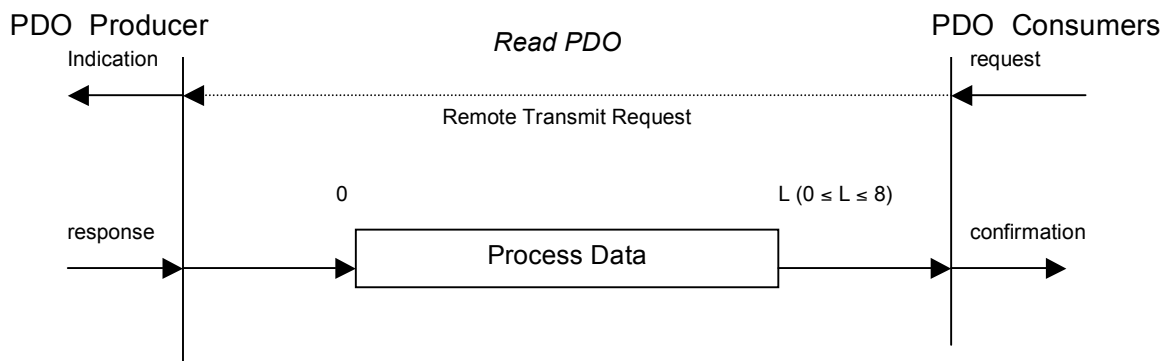 PDO Producer
Read PDO
PDO Consumers
Indication
request
Remote Transmit Request
0
L (0 ≤ L ≤ 8)
response
Process Data
confirmation